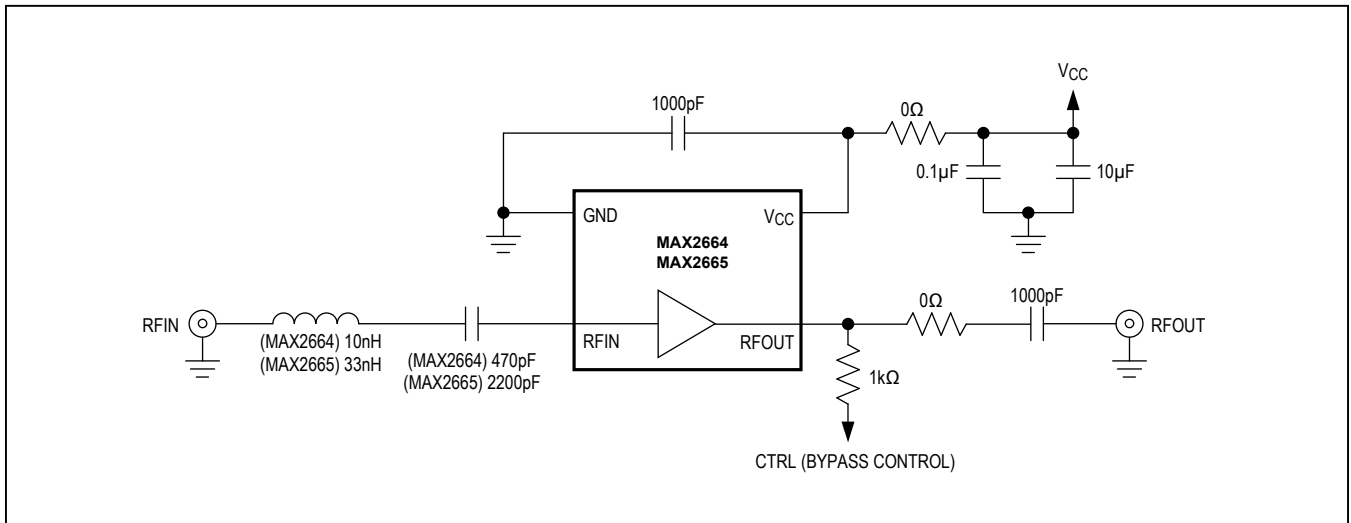 VCC
1000pF
0Ω
0.1µF
10µF
GND
VCC
MAX2664
MAX2665
0Ω
1000pF
RFIN
RFOUT
RFIN
RFOUT
(MAX2664) 10nH
(MAX2665) 33nH
(MAX2664) 470pF
(MAX2665) 2200pF
1kΩ
CTRL (BYPASS CONTROL)